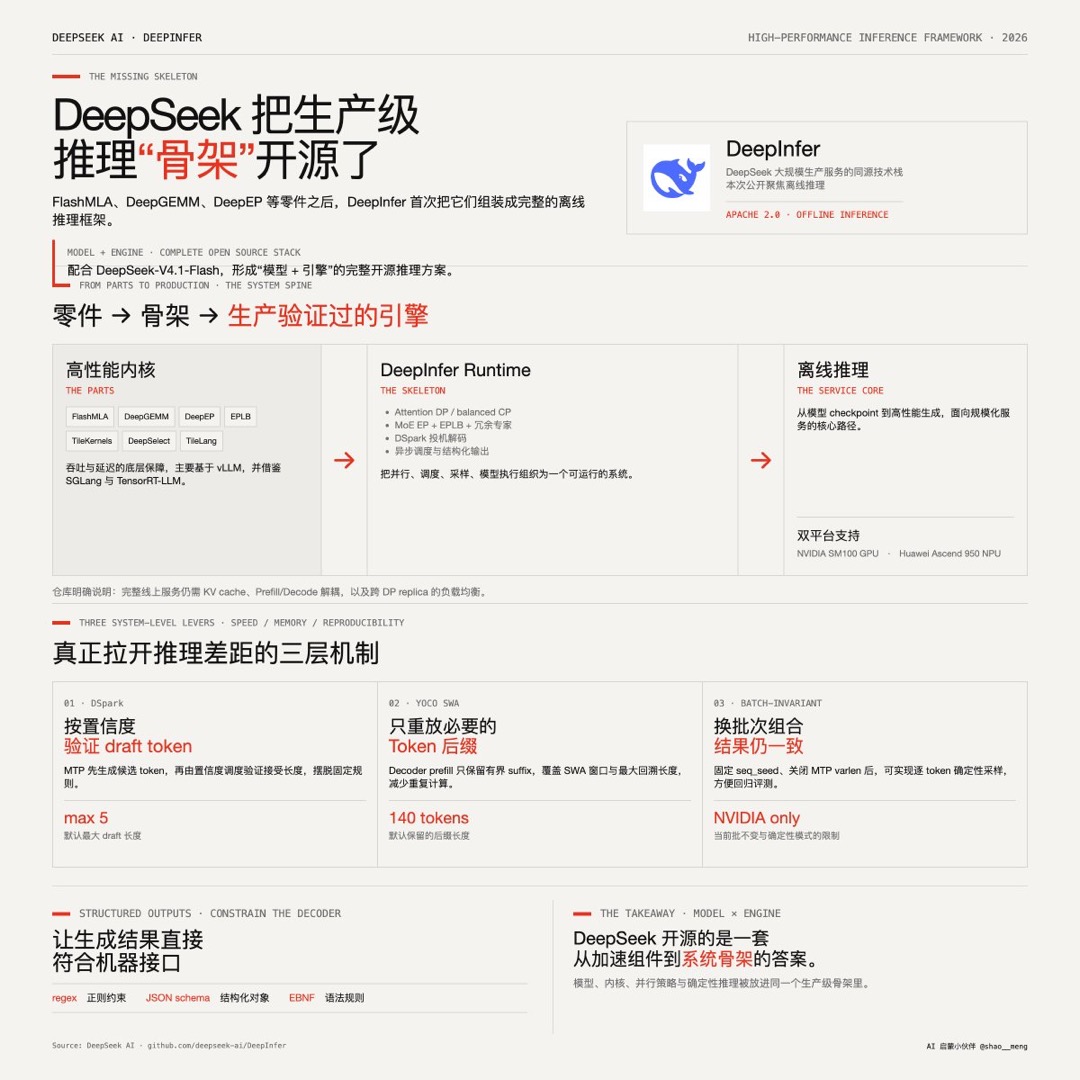 DEEPSEEK AI · DEEPINFER
HIGH-PERFORMANCE INFERENCE FRAMEWORK · 2026
THE MISSING SKELETON
DeepSeek 把生产级
推理“骨架”开源了
FlashMLA、DeepGEMM、DeepEP 等零件之后，DeepInfer 首次把它们组装成完整的离线
推理框架。
DeepInfer
DeepSeek 大规模生产服务的同源技术栈
本次公开聚焦离线推理
APACHE 2.0 · OFFLINE INFERENCE
MODEL + ENGINE · COMPLETE OPEN SOURCE STACK
配合 DeepSeek-V4.1-Flash，形成“模型 + 引擎”的完整开源推理方案。
FROM PARTS TO PRODUCTION · THE SYSTEM SPINE
零件 → 骨架 → 生产验证过的引擎
高性能内核
THE PARTS
FlashMLA
DeepGEMM
DeepEP
EPLB
TileKernels
DeepSelect
TileLang
吞吐与延迟的底层保障，主要基于 vLLM，并借鉴
SGLang 与 TensorRT-LLM。
→
DeepInfer Runtime
THE SKELETON
• Attention DP / balanced CP
• MoE EP + EPLB + 冗余专家
• DSpark 投机解码
• 异步调度与结构化输出
把并行、调度、采样、模型执行组织为一个可运行的系统。
→
离线推理
THE SERVICE CORE
从模型 checkpoint 到高性能生成，面向规模化服
务的核心路径。
双平台支持
NVIDIA SM100 GPU · Huawei Ascend 950 NPU
仓库明确说明：完整线上服务仍需 KV cache、Prefill/Decode 解耦，以及跨 DP replica 的负载均衡。
THREE SYSTEM-LEVEL LEVERS · SPEED / MEMORY / REPRODUCIBILITY
真正拉开推理差距的三层机制
01 · DSpark
按置信度
验证 draft token
MTP 先生成候选 token，再由置信度调度验证接受长度，摆脱固定规
则。
max 5
默认最大 draft 长度
02 · YOCO SWA
只重放必要的
Token 后缀
Decoder prefill 只保留有界 suffix，覆盖 SWA 窗口与最大回溯长度，
减少重复计算。
140 tokens
默认保留的后缀长度
03 · BATCH-INVARIANT
换批次组合
结果仍一致
固定 seq_seed、关闭 MTP varlen 后，可实现逐 token 确定性采样，
方便回归评测。
NVIDIA only
当前批不变与确定性模式的限制
STRUCTURED OUTPUTS · CONSTRAIN THE DECODER
让生成结果直接
符合机器接口
regex 正则约束 JSON schema 结构化对象 EBNF 语法规则
THE TAKEAWAY · MODEL × ENGINE
DeepSeek 开源的是一套
从加速组件到系统骨架的答案。
模型、内核、并行策略与确定性推理被放进同一个生产级骨架里。
Source: DeepSeek AI · github.com/deepseek-ai/DeepInfer
AI 启蒙小伙伴 @shao__meng